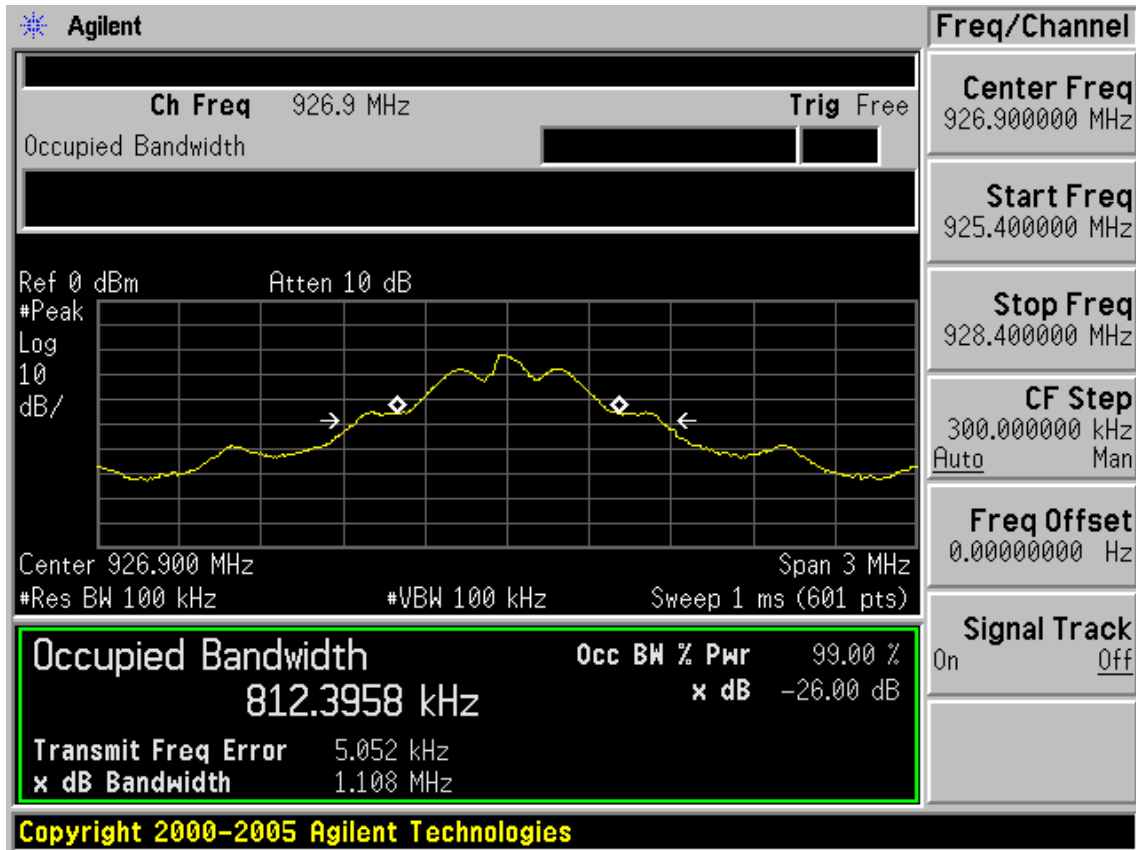 Agilent
Freq/Channel
Ch Freq 926.9 MHz Trig Free
Occupied Bandwidth
Center Freq
926.900000 MHz
Start Freq
925.400000 MHz
Stop Freq
928.400000 MHz
CF Step
300.000000 kHz
Auto Man
Freq Offset
0.00000000 Hz
Signal Track
On Off
Ref 0 dBm Atten 10 dB
#Peak
Log
10
dB/
Center 926.900 MHz Span 3 MHz
#Res BW 100 kHz #VBW 100 kHz Sweep 1 ms (601 pts)
Occupied Bandwidth Occ BW % Pwr 99.00 %
812.3958 kHz x dB -26.00 dB
Transmit Freq Error 5.052 kHz
x dB Bandwidth 1.108 MHz
Copyright 2000-2005 Agilent Technologies